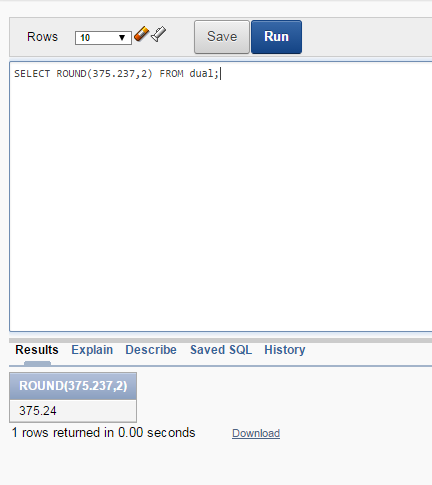 Rows 10 Save Run
SELECT ROUND(375.237,2) FROM dual;
Results Explain Describe Saved SQL History
ROUND(375.237,2)
375.24
1 rows returned in 0.00 seconds Download